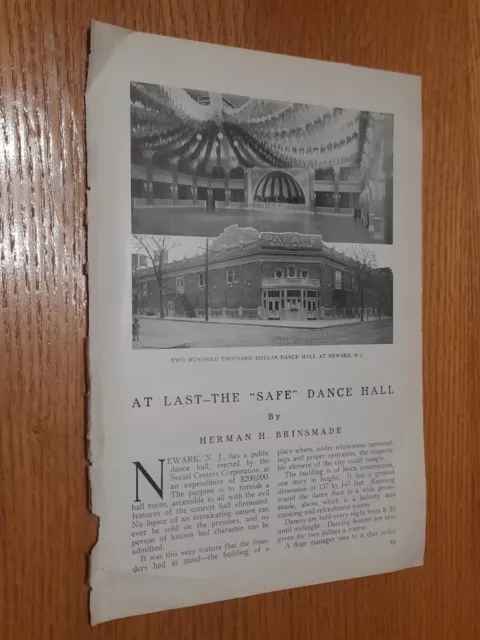 PALACE
TWO HUNDRED THOUSAND DOLLAR DANCE HALL AT NEWARK, N.J.
AT LAST—THE "SAFE" DANCE HALL
By
HERMAN H. BRINSMADE
NEWARK, N. J., has a public
dance hall, erected by the
Social Centers Corporation, at
an expenditure of $200,000.
The purpose is to furnish a
ball room, accessible to all with the evil
features of the concert hall eliminated.
No liquor of an intoxicating nature can
ever be sold on the premises, and no
person of known bad character can be
admitted.
It was this very feature that the foun-
ders had in mind—the building of a
place where, under wholesome surround-
ings and proper restraint, the respons-
ible element of the city could mingle.
The building is of brick construction,
one story in height. It has a ground
dimension of 137 by 167 feet. Running
round the dance floor is a wide prom-
enade, above which is a balcony and
smoking and refreshment rooms.
Dances are held every night from 8:30
until midnight. Dancing lessons are also
given for two dollars a course.
A floor manager sees to it that strict